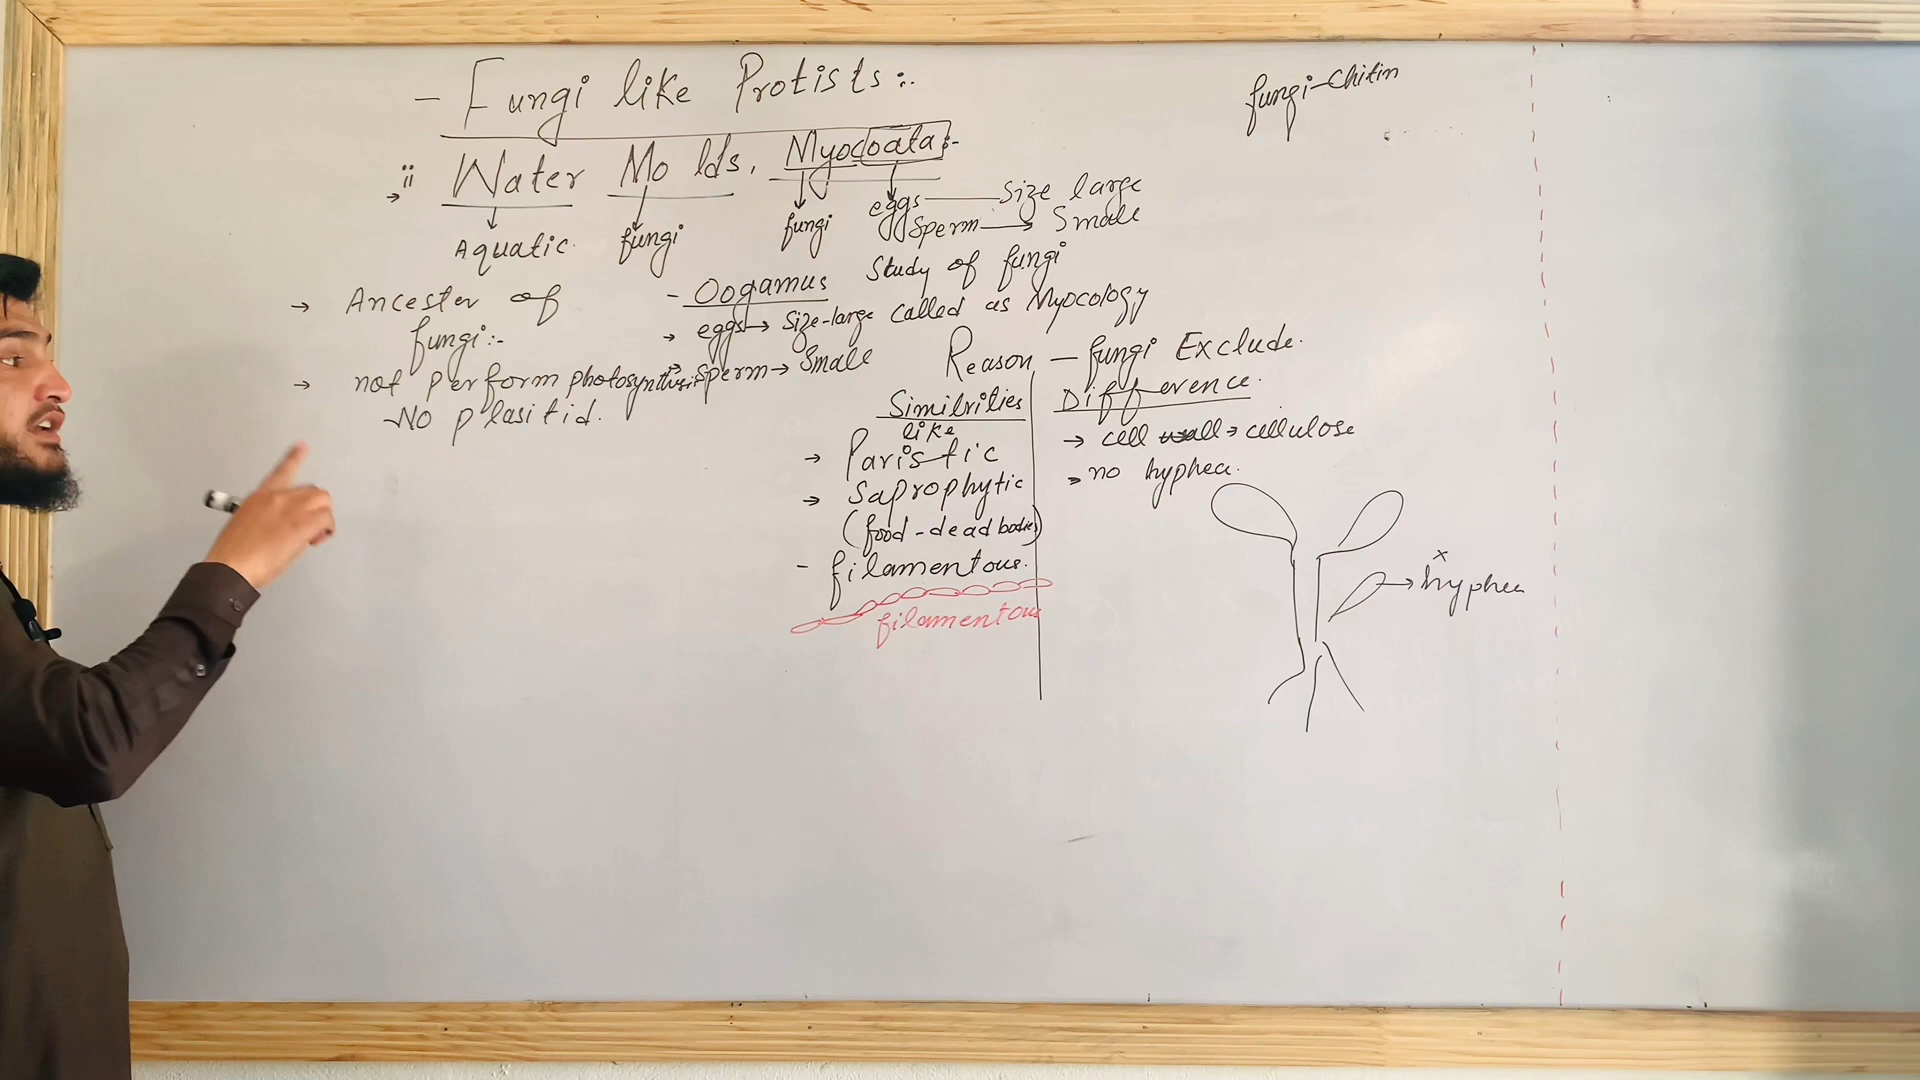 - Fungi like Protists:.
fungi-Chitin
ii Water Molds, Myocoata:-
→
Aquatic. fungi fungi eggs — Size large
Sperm → Small
→ Ancester of
fungi:-
- Oogamus Study of fungi
→ eggs → Size-large called as Myocology
→ Sperm → Small
→ not perform photosynthesis
-No plasitid.
Reason — fungi Exclude.
Similrities
like
→ Paristic
→ Saprophytic
(food-dead bodies)
- filamentous.
filamentous
Difference.
→ cell wall → cellulose
→ no hyphea.
x
→ hyphea